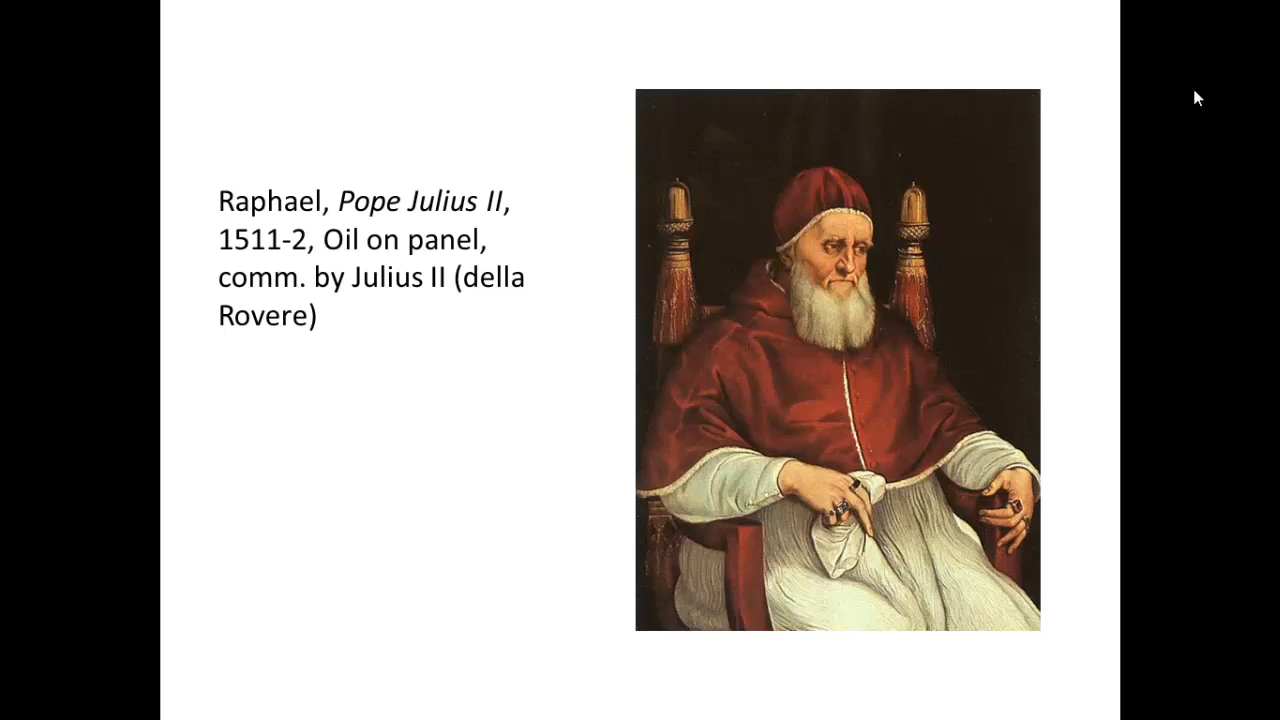 Raphael, Pope Julius II,
1511-2, Oil on panel,
comm. by Julius II (della
Rovere)